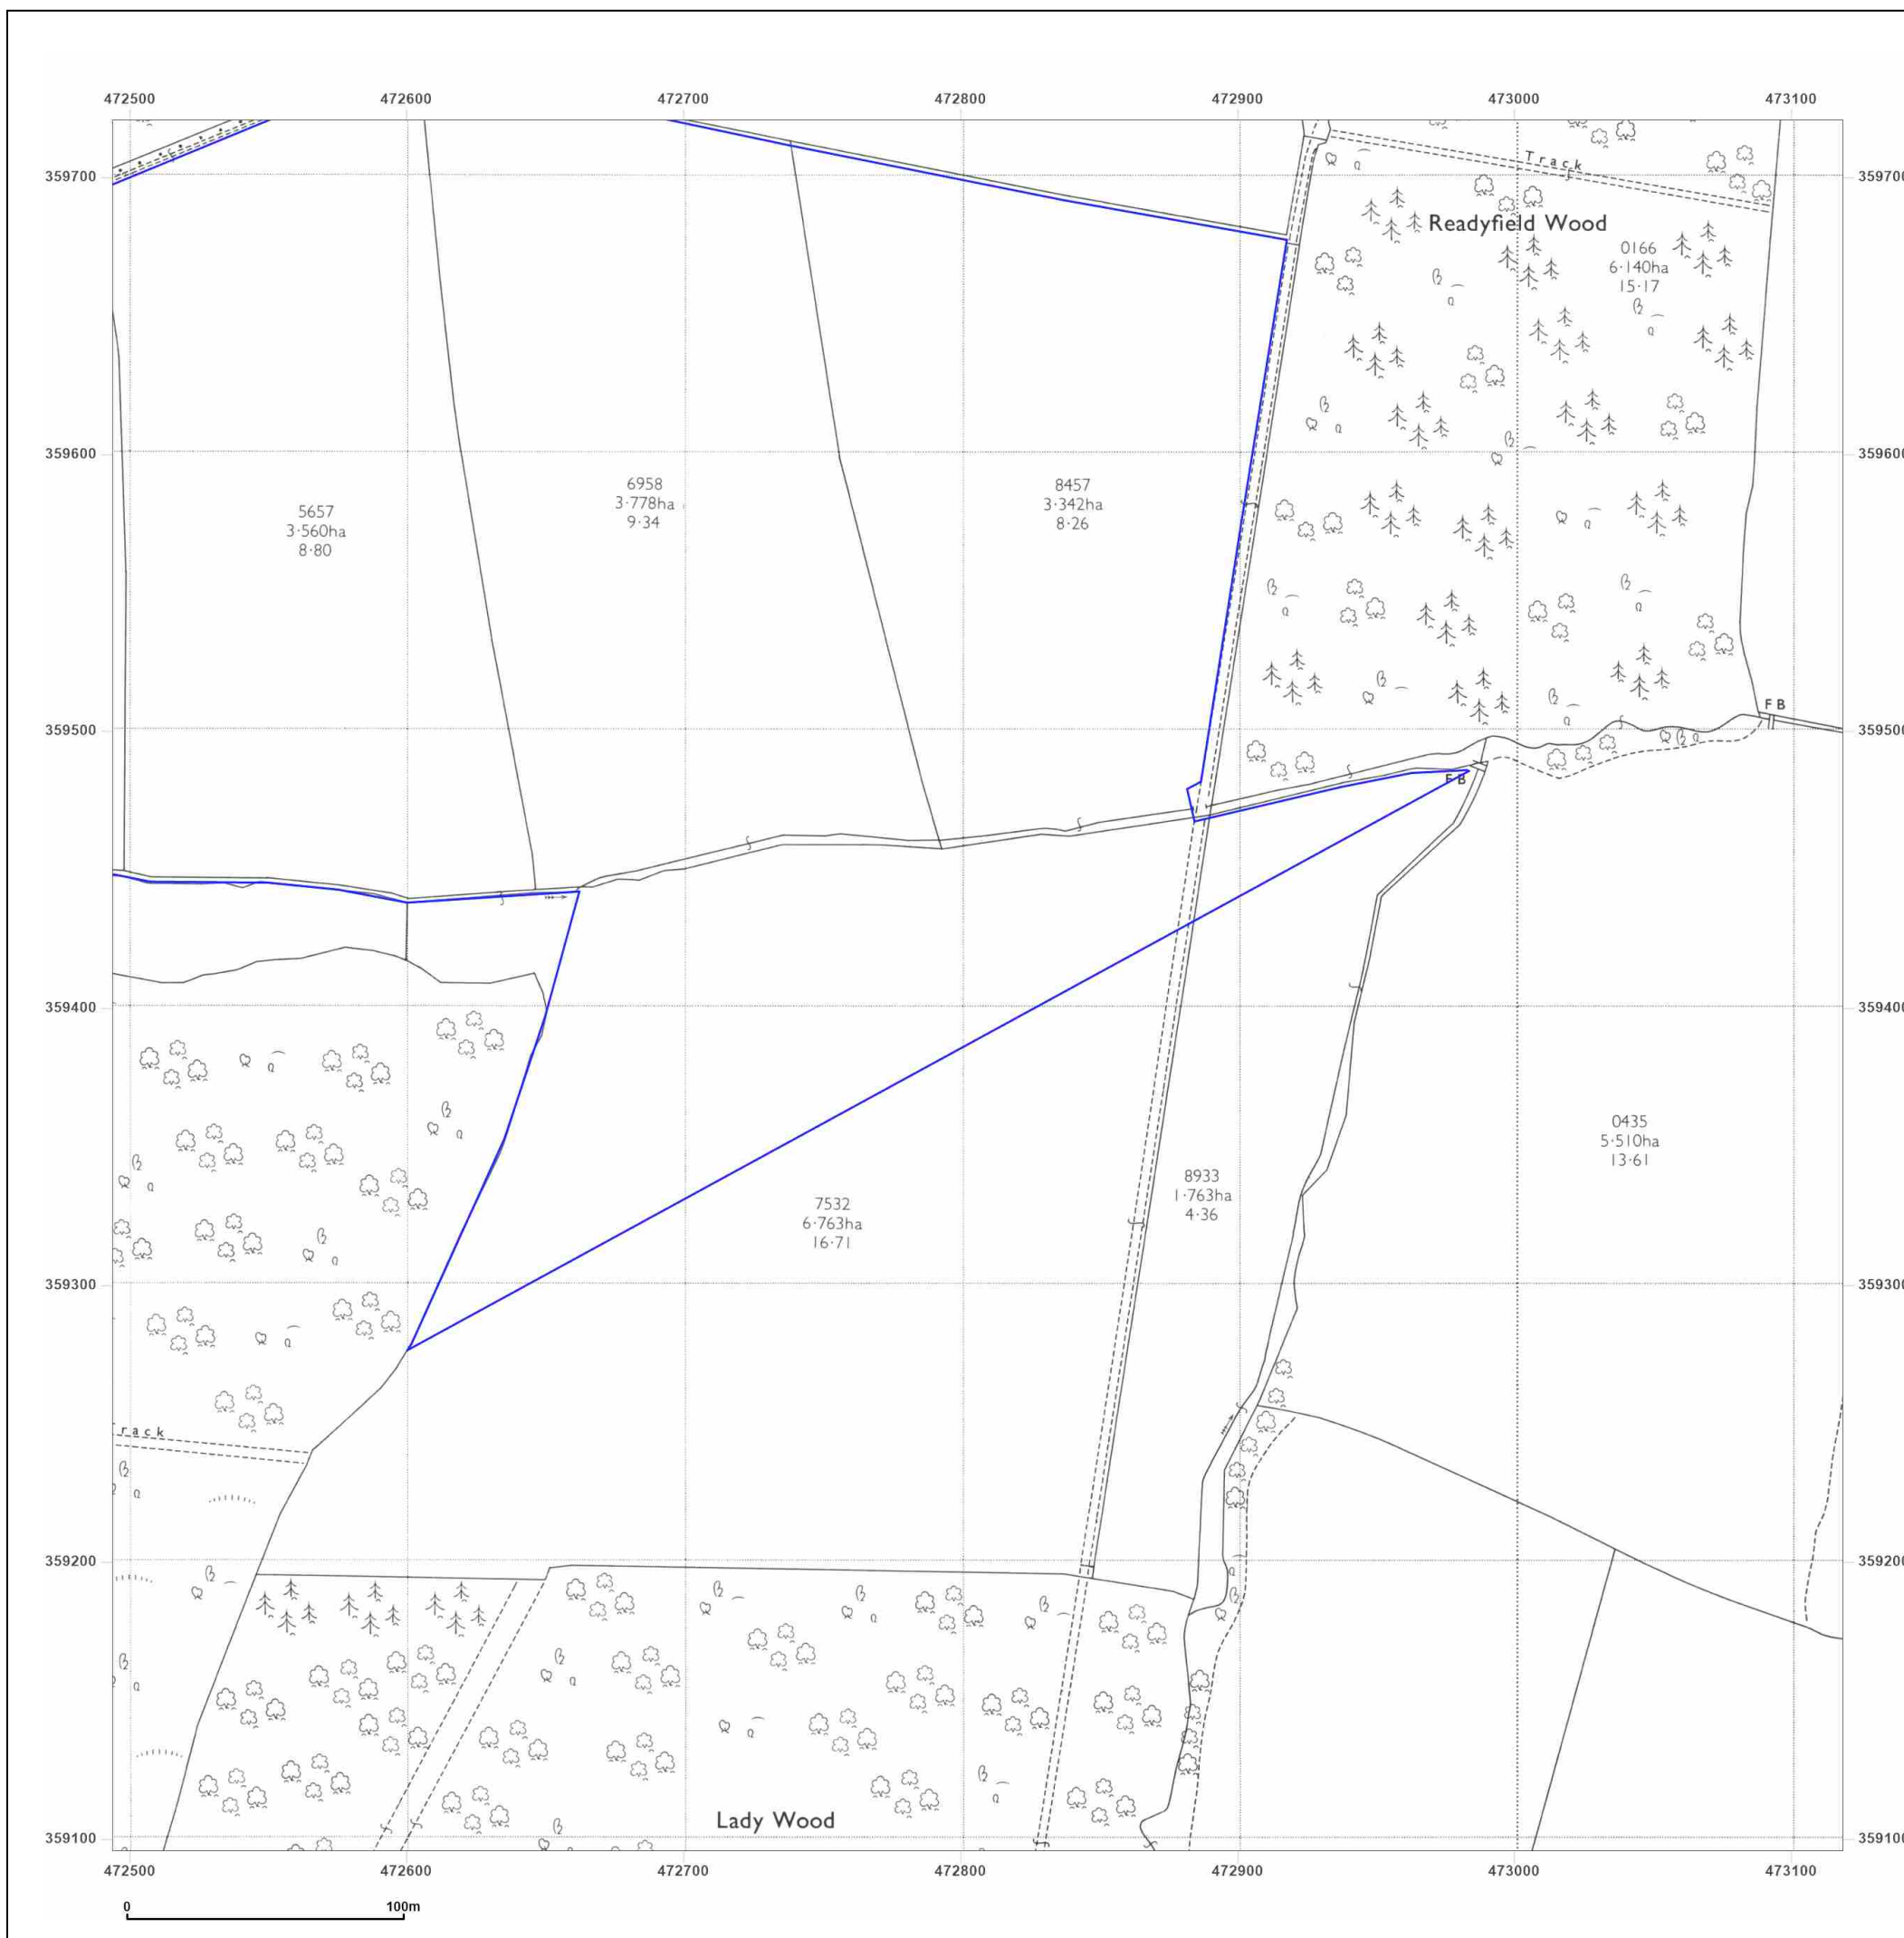 472500 472600 472700 472800 472900 473000 473100
Track
359700 359700
Readyfield Wood
0166
6·140ha
15·17
359600 359600
5657
3·560ha
8·80
6958
3·778ha
9·34
8457
3·342ha
8·26
F B
359500 359500
F B
359400 359400
0435
5·510ha
13·61
7532
6·763ha
16·71
8933
1·763ha
4·36
359300 359300
rack
359200 359200
Lady Wood
359100 359100
472500 472600 472700 472800 472900 473000 473100
0 100m